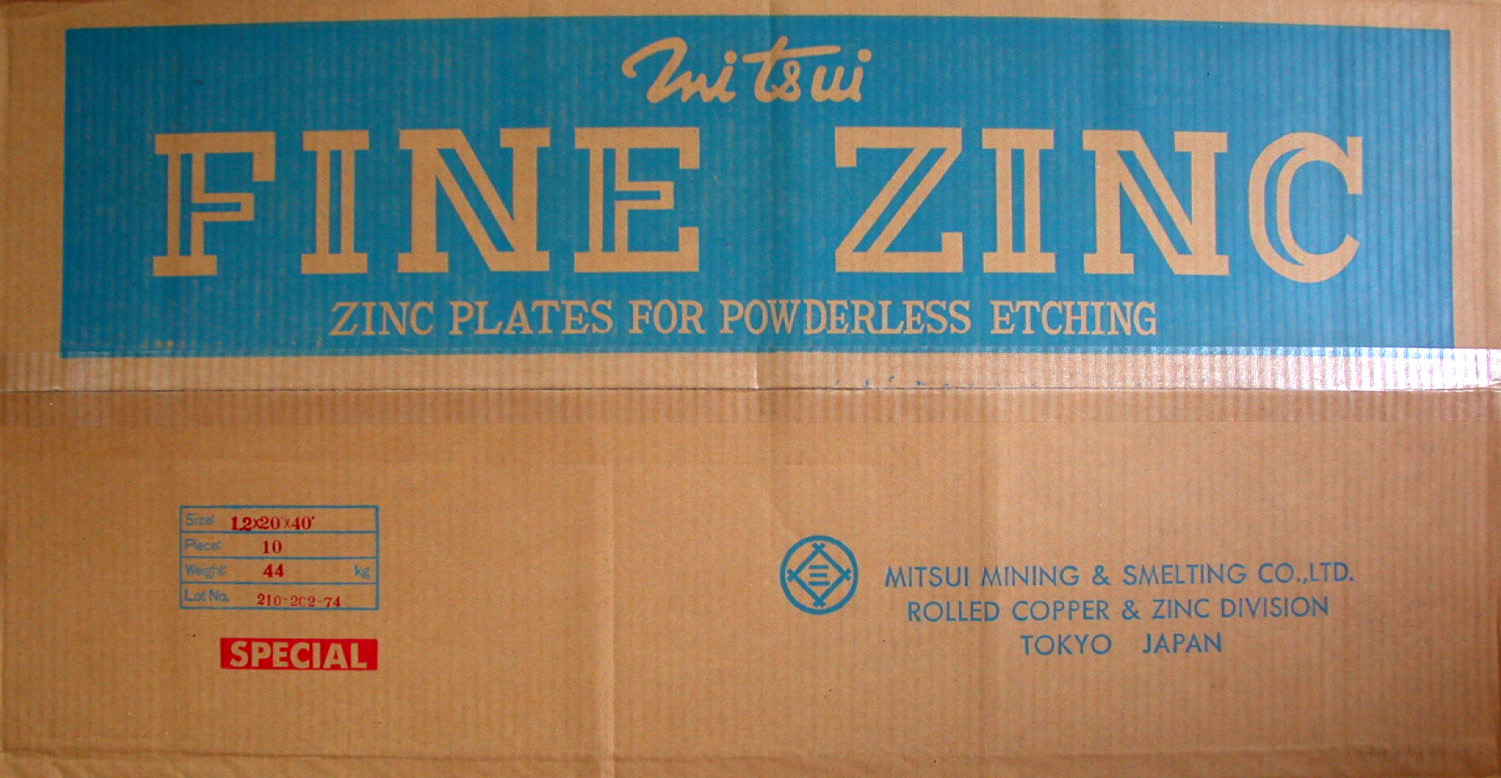 mitsui
FINE ZINC
ZINC PLATES FOR POWDERLESS ETCHING
Size: 1.2x20"x40"
Piece: 10
Weight: 44 kg
Lot No. 210-202-74
SPECIAL
三
MITSUI MINING & SMELTING CO.,LTD.
ROLLED COPPER & ZINC DIVISION
TOKYO JAPAN